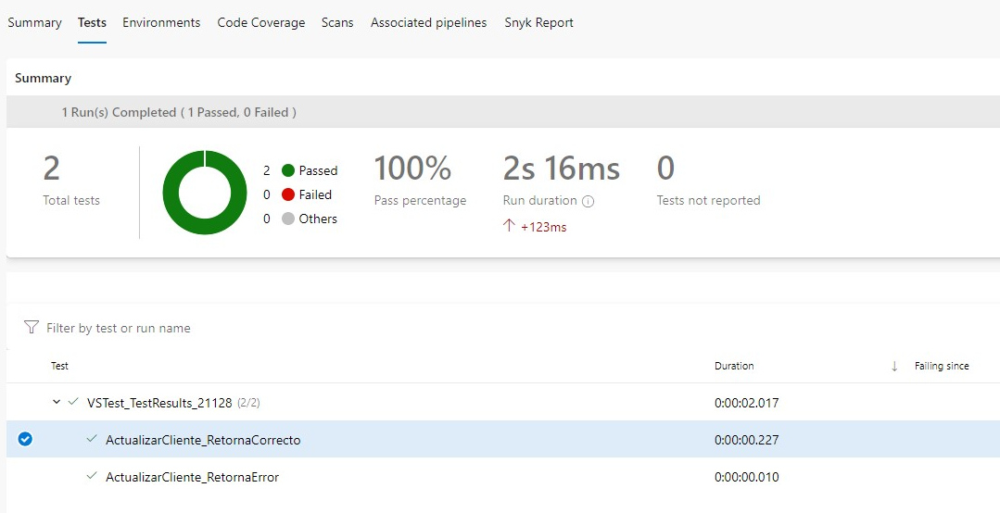 Summary Tests Environments Code Coverage Scans Associated pipelines Snyk Report
Summary
1 Run(s) Completed ( 1 Passed, 0 Failed )
2
Total tests
2 Passed
0 Failed
0 Others
100%
Pass percentage
2s 16ms
Run duration
+123ms
0
Tests not reported
Filter by test or run name
Test Duration Failing since
VSTest_TestResults_21128 (2/2) 0:00:02.017
ActualizarCliente_RetornaCorrecto 0:00:00.227
ActualizarCliente_RetornaError 0:00:00.010